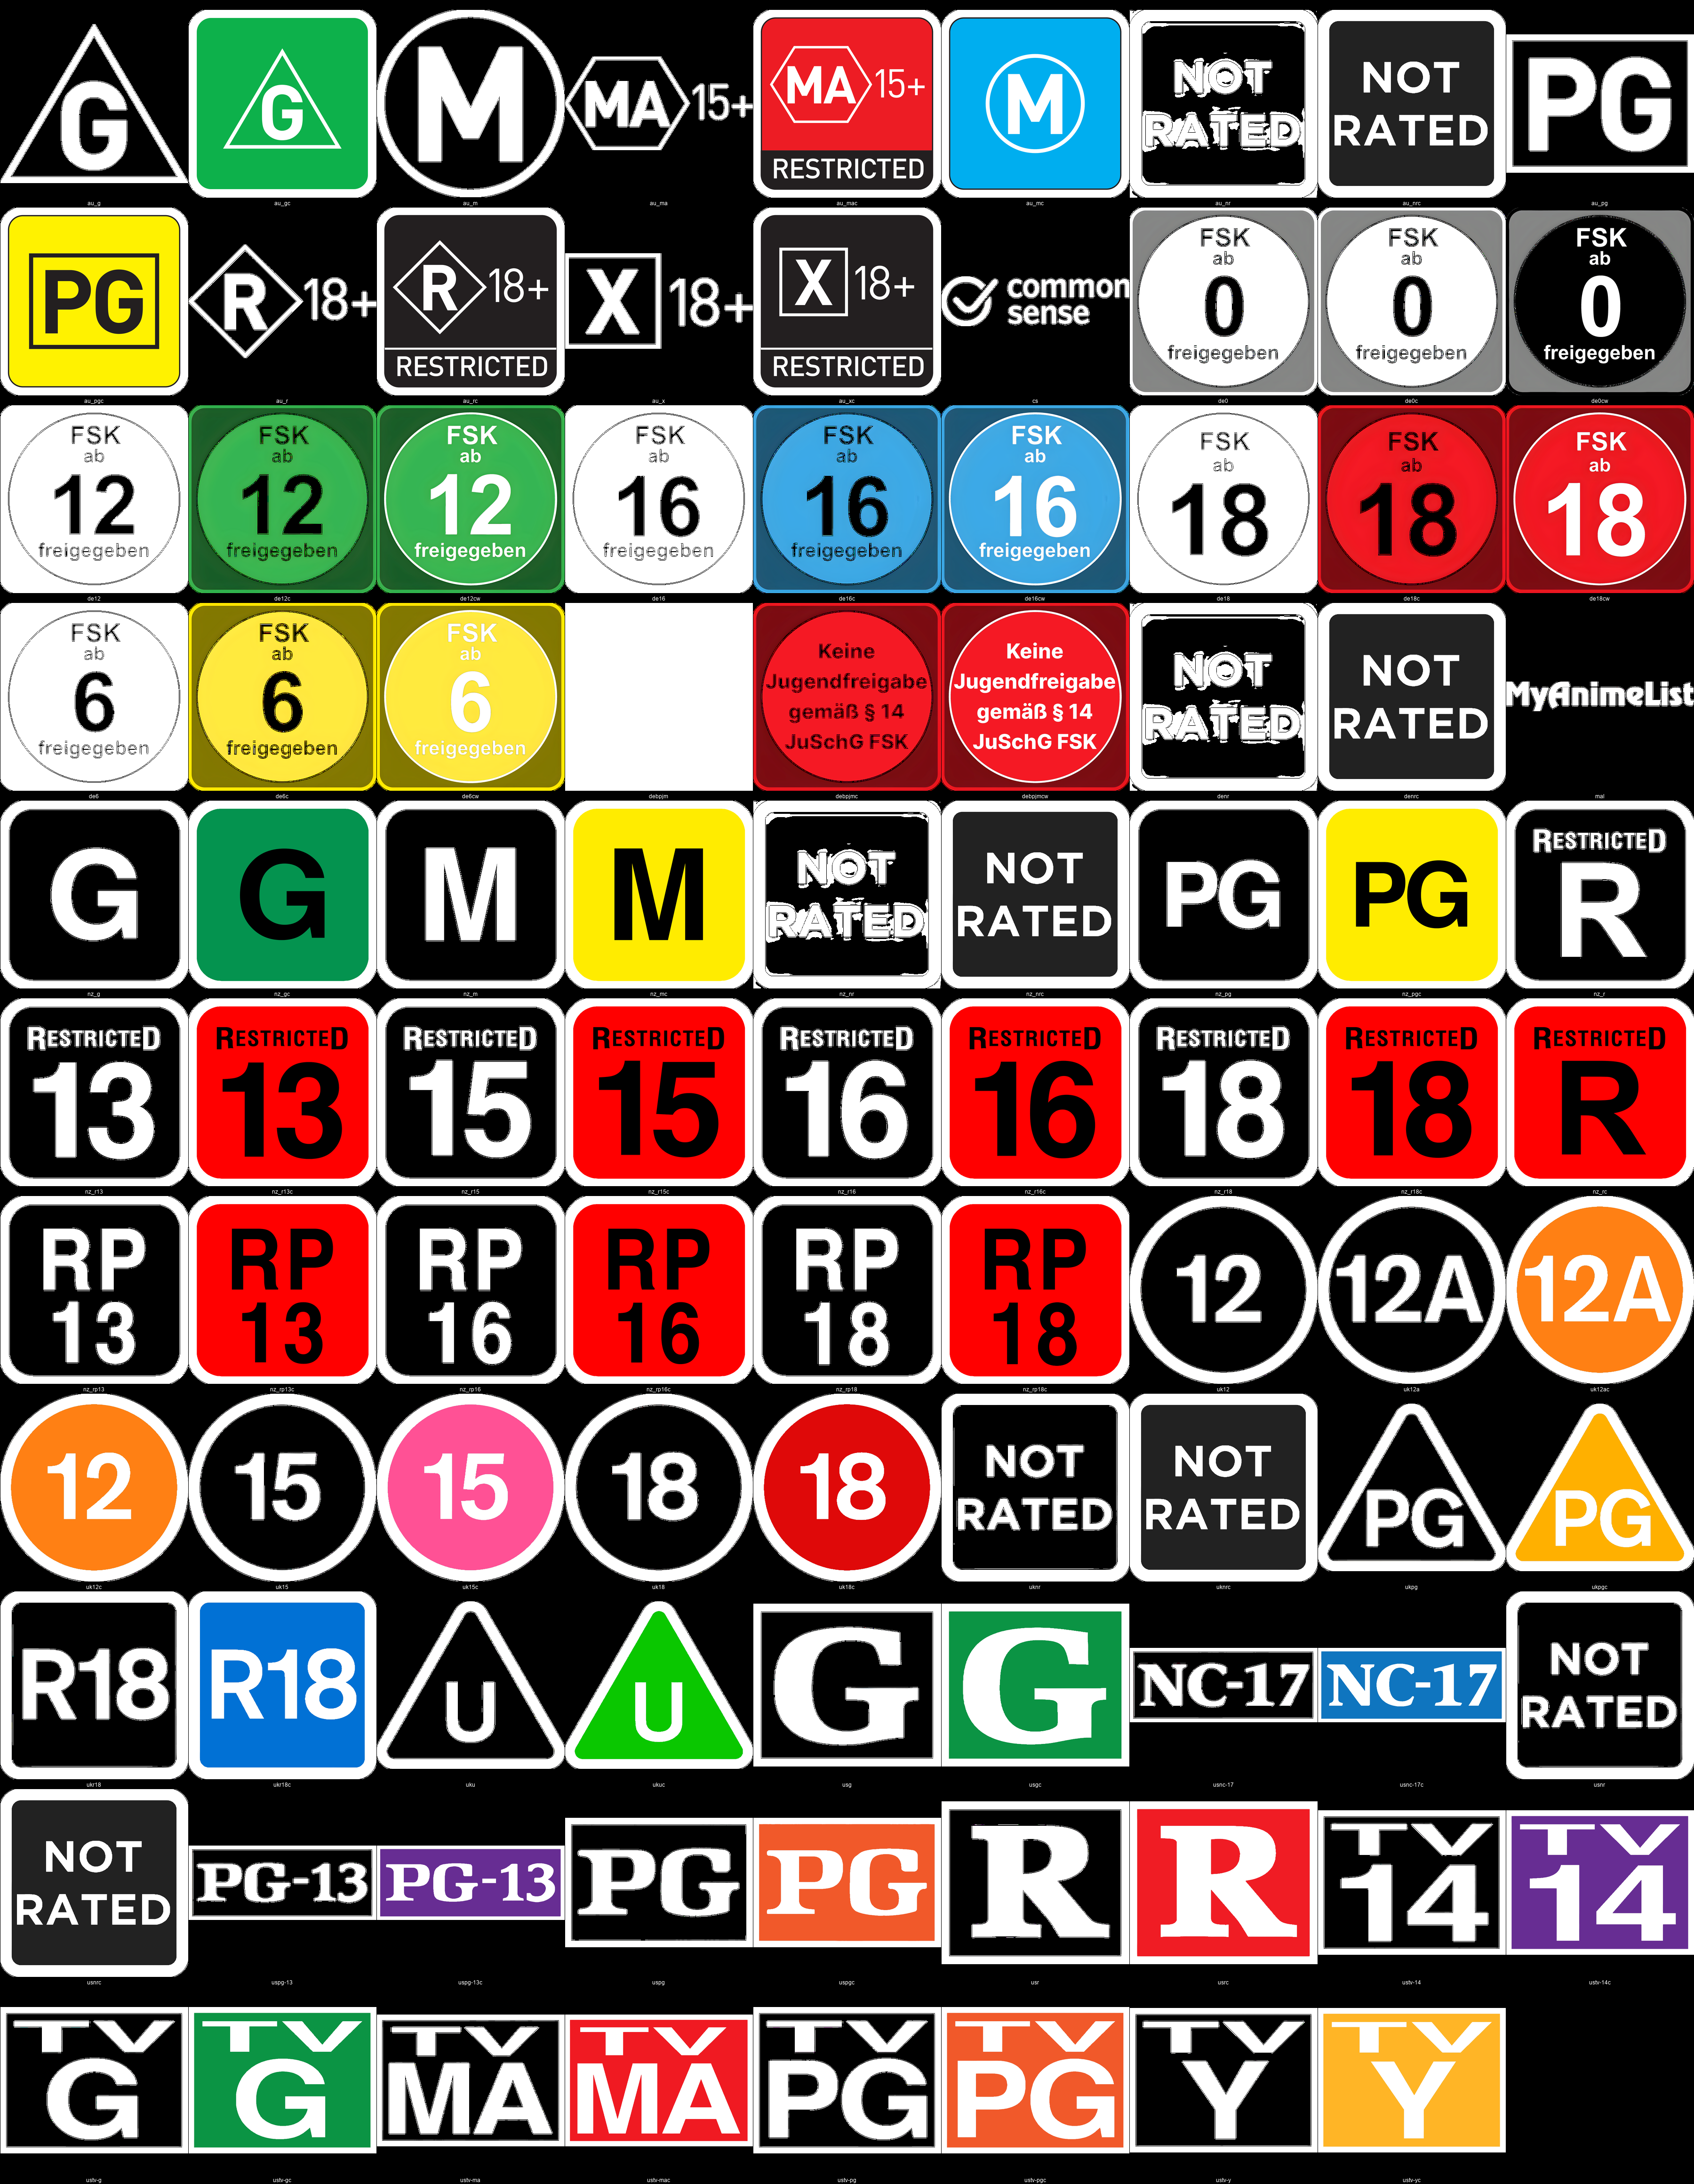 G G M MA 15+ MA 15+ M NOT NOT PG
RATED RATED
RESTRICTED
au_g au_gc au_m au_ma au_mac au_mc au_nr au_nrc au_pg
PG R 18+ R 18+ X 18+ X 18+ common FSK FSK FSK
sense ab ab ab
0 0 0
RESTRICTED RESTRICTED freigegeben freigegeben freigegeben
au_pgc au_r au_rc au_x au_xc cs de0 de0c de0cw
FSK FSK FSK FSK FSK FSK FSK FSK FSK
ab ab ab ab ab ab ab ab ab
12 12 12 16 16 16 18 18 18
freigegeben freigegeben freigegeben freigegeben freigegeben freigegeben
de12 de12c de12cw de16 de16c de16cw de18 de18c de18cw
FSK FSK FSK Keine Keine NOT NOT MyAnimeList
ab ab ab Jugendfreigabe Jugendfreigabe RATED RATED
6 6 6 gemäß § 14 gemäß § 14
freigegeben freigegeben freigegeben JuSchG FSK JuSchG FSK
de6 de6c de6cw debpjm debpjmc debpjmcw denr denrc mal
G G M M NOT NOT PG PG RESTRICTED
RATED RATED R
nz_g nz_gc nz_m nz_mc nz_nr nz_nrc nz_pg nz_pgc nz_r
RESTRICTED RESTRICTED RESTRICTED RESTRICTED RESTRICTED RESTRICTED RESTRICTED RESTRICTED RESTRICTED
13 13 15 15 16 16 18 18 R
nz_r13 nz_r13c nz_r15 nz_r15c nz_r16 nz_r16c nz_r18 nz_r18c nz_rc
RP RP RP RP RP RP 12 12A 12A
13 13 16 16 18 18
nz_rp13 nz_rp13c nz_rp16 nz_rp16c nz_rp18 nz_rp18c uk12 uk12a uk12ac
12 15 15 18 18 NOT NOT PG PG
RATED RATED
uk12c uk15 uk15c uk18 uk18c uknr uknrc ukpg ukpgc
R18 R18 U U G G NC-17 NC-17 NOT
RATED
ukr18 ukr18c uku ukuc usg usgc usnc-17 usnc-17c usnr
NOT PG-13 PG-13 PG PG R R TV TV
RATED 14 14
usnrc uspg-13 uspg-13c uspg uspgc usr usrc ustv-14 ustv-14c
TV TV TV TV TV TV TV TV
G G MA MA PG PG Y Y
ustv-g ustv-gc ustv-ma ustv-mac ustv-pg ustv-pgc ustv-y ustv-yc